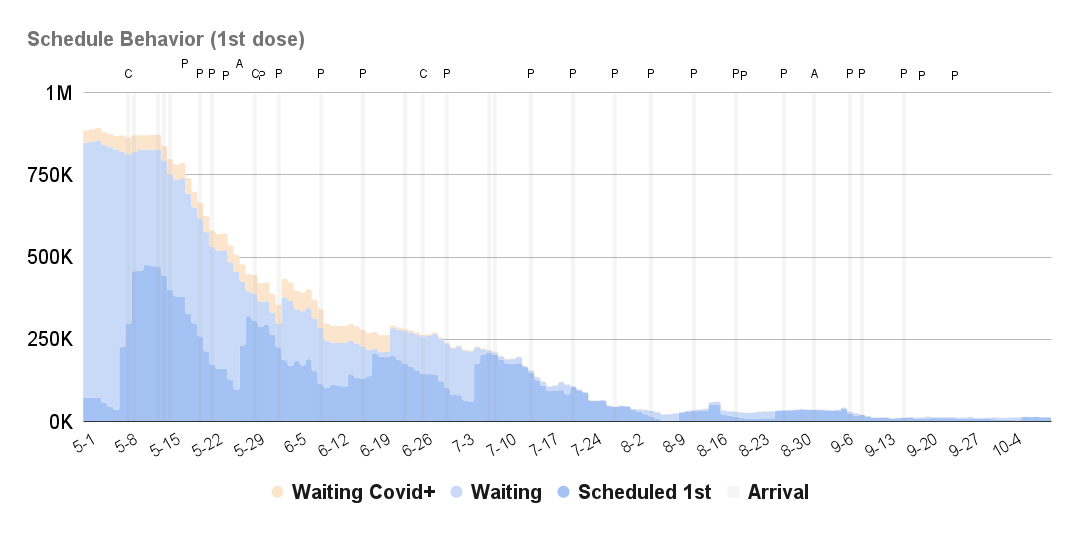 Schedule Behavior (1st dose)
C P P P P A C P P P P C P P P P P P P P P A P P P P P
1M
750K
500K
250K
0K
5-1 5-8 5-15 5-22 5-29 6-5 6-12 6-19 6-26 7-3 7-10 7-17 7-24 8-2 8-9 8-16 8-23 8-30 9-6 9-13 9-20 9-27 10-4
Waiting Covid+ Waiting Scheduled 1st Arrival